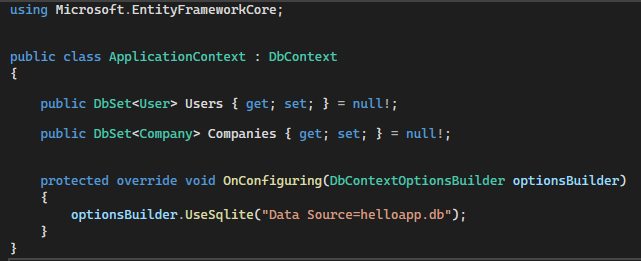 using Microsoft.EntityFrameworkCore;
public class ApplicationContext : DbContext
{
public DbSet<User> Users { get; set; } = null!;
public DbSet<Company> Companies { get; set; } = null!;
protected override void OnConfiguring(DbContextOptionsBuilder optionsBuilder)
{
optionsBuilder.UseSqlite("Data Source=helloapp.db");
}
}